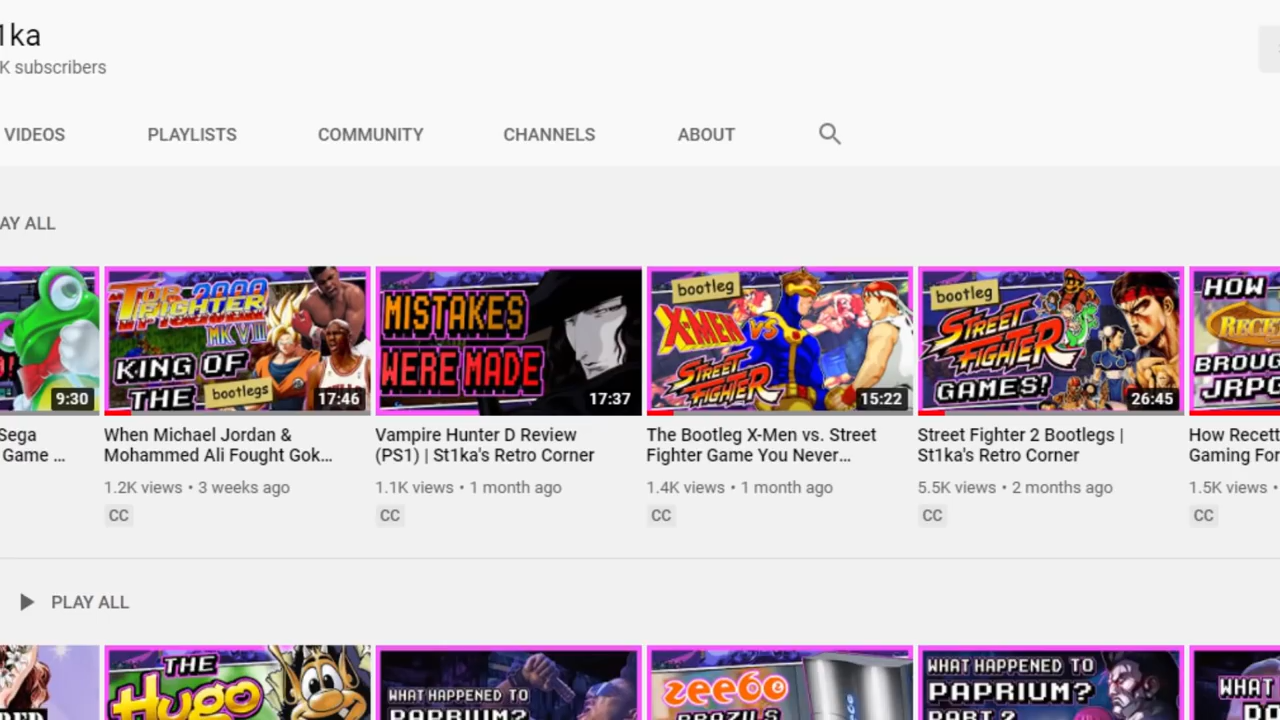 1ka
K subscribers
VIDEOS
PLAYLISTS
COMMUNITY
CHANNELS
ABOUT
AY ALL
9:30
TOP FIGHTER 2000
MK VIII
KING OF
THE bootlegs
17:46
MISTAKES
WERE MADE
17:37
bootleg
X-MEN VS
STREET
FIGHTER
15:22
bootleg
STREET
FIGHTER
GAMES!
26:45
HOW
RECE
BROUG
JRPG
Sega
Game ...
When Michael Jordan &
Mohammed Ali Fought Gok...
1.2K views • 3 weeks ago
CC
Vampire Hunter D Review
(PS1) | St1ka's Retro Corner
1.1K views • 1 month ago
CC
The Bootleg X-Men vs. Street
Fighter Game You Never...
1.4K views • 1 month ago
CC
Street Fighter 2 Bootlegs |
St1ka's Retro Corner
5.5K views • 2 months ago
CC
How Recett
Gaming For
1.5K views •
CC
PLAY ALL
THE
Hugo
WHAT HAPPENED TO
PAPRIUM?
zeebo
BRAZIL'S
WHAT HAPPENED TO
PAPRIUM?
PART 2
WHAT